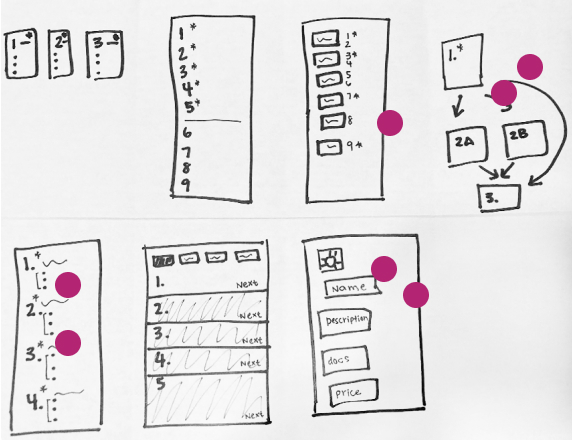 1 *
2 *
3 *
1 *
2 *
3 *
4 *
5 *
6
7
8
9
1 *
2
3 *
4
5
6
7 *
8
9 *
1. *
2A
2B
3.
1. *
2. *
3. *
4. *
1.
Next
2.
Next
3.
Next
4.
Next
5
Next
Name
Description
docs
price